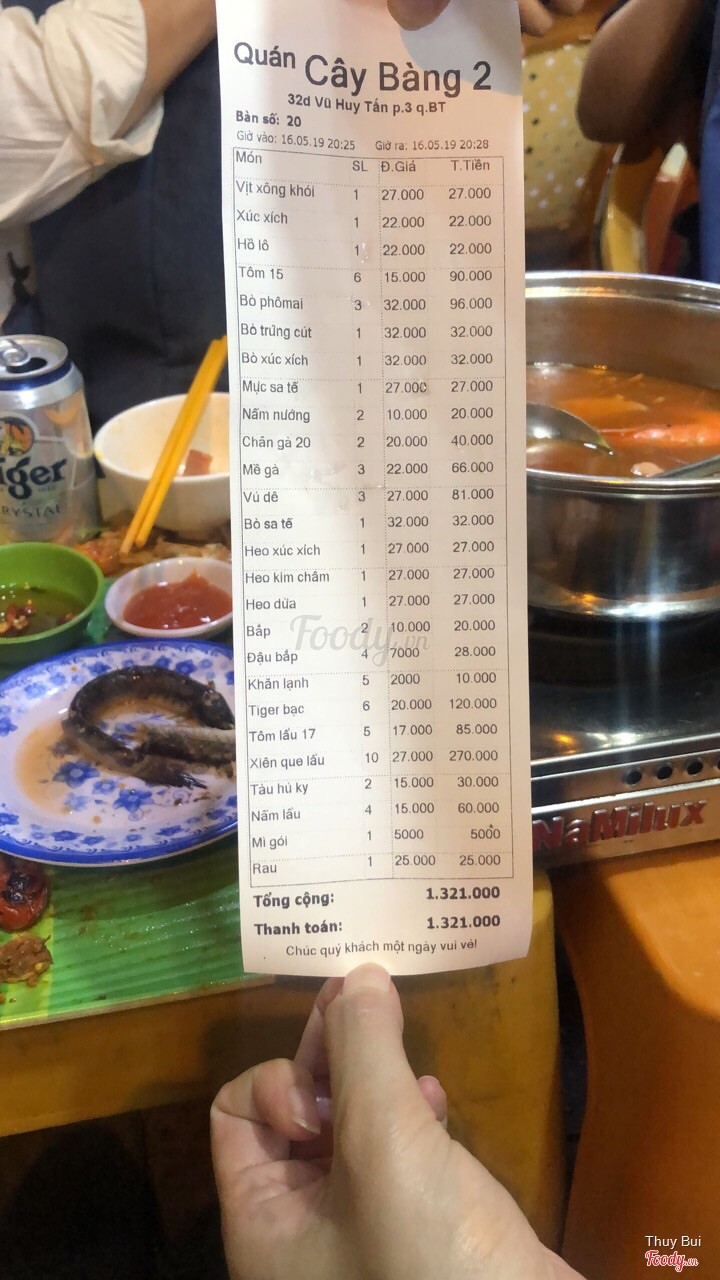 Quán Cây Bàng 2
32d Vũ Huy Tấn p.3 q.BT
Bàn số: 20
Giờ vào: 16.05.19 20:25 Giờ ra: 16.05.19 20:28
Món SL Đ.Giá T.Tiền
Vịt xông khói 1 27.000 27.000
Xúc xích 1 22.000 22.000
Hồ lô 1 22.000 22.000
Tôm 15 6 15.000 90.000
Bò phômai 3 32.000 96.000
Bò trứng cút 1 32.000 32.000
Bò xúc xích 1 32.000 32.000
Mực sa tế 1 27.000 27.000
Nấm nướng 2 10.000 20.000
Chân gà 20 2 20.000 40.000
Mề gà 3 22.000 66.000
Vú dê 3 27.000 81.000
Bò sa tế 1 32.000 32.000
Heo xúc xích 1 27.000 27.000
Heo kim châm 1 27.000 27.000
Heo dừa 1 27.000 27.000
Bắp 2 10.000 20.000
Đậu bắp 4 7000 28.000
Khăn lạnh 5 2000 10.000
Tiger bạc 6 20.000 120.000
Tôm lẩu 17 5 17.000 85.000
Xiên que lẩu 10 27.000 270.000
Tàu hủ ky 2 15.000 30.000
Nấm lẩu 4 15.000 60.000
Mì gói 1 5000 5000
Rau 1 25.000 25.000
Tổng cộng: 1.321.000
Thanh toán: 1.321.000
Chúc quý khách một ngày vui vẻ!
Foody.vn
NaMilux
Thuy Bui
Foody.vn